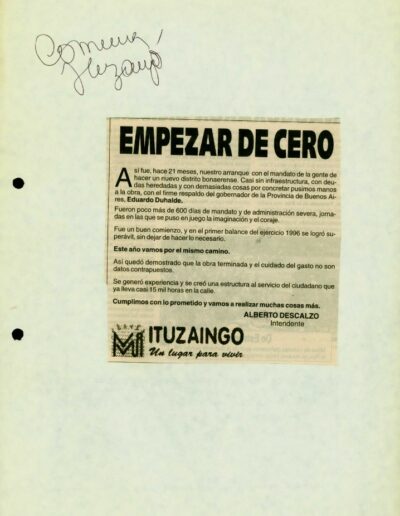 Comuna
Ituzaingó
EMPEZAR DE CERO
Así fue, hace 21 meses, nuestro arranque con el mandato de la gente de
hacer un nuevo distrito bonaerense. Casi sin infraestructura, con deu-
das heredadas y con demasiadas cosas por concretar pusimos manos
a la obra, con el firme respaldo del gobernador de la Provincia de Buenos Ai-
res, Eduardo Duhalde.
Fueron poco más de 600 días de mandato y de administración severa, jorna-
das en las que se puso en juego la imaginación y el coraje.
Fue un buen comienzo, y en el primer balance del ejercicio 1996 se logró su-
perávit, sin dejar de hacer lo necesario.
Este año vamos por el mismo camino.
Así quedó demostrado que la obra terminada y el cuidado del gasto no son
datos contrapuestos.
Se generó experiencia y se creó una estructura al servicio del ciudadano que
ya lleva casi 15 mil horas en la calle.
Cumplimos con lo prometido y vamos a realizar muchas cosas más.
ALBERTO DESCALZO
Intendente
ITUZAINGO
Un lugar para vivir